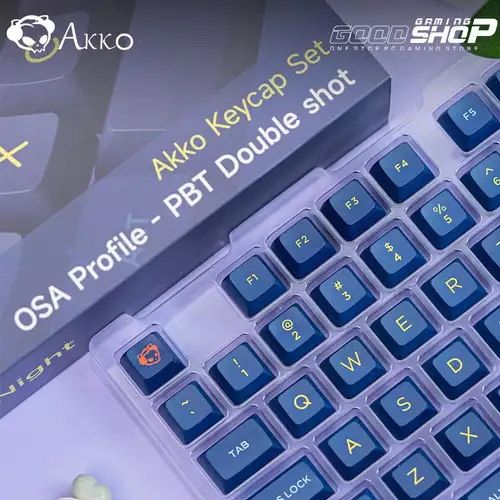 AKKO
GAMING
GOOD SHOP
ONE STOP PC GAMING STORE
Akko Keycap Set
OSA Profile - PBT Double shot
Night
F1
F2
F3
F4
F5
~
`
!
1
@
2
#
3
$
4
%
5
^
6
TAB
Q
W
E
R
S LOCK
A
S
D
Z
X